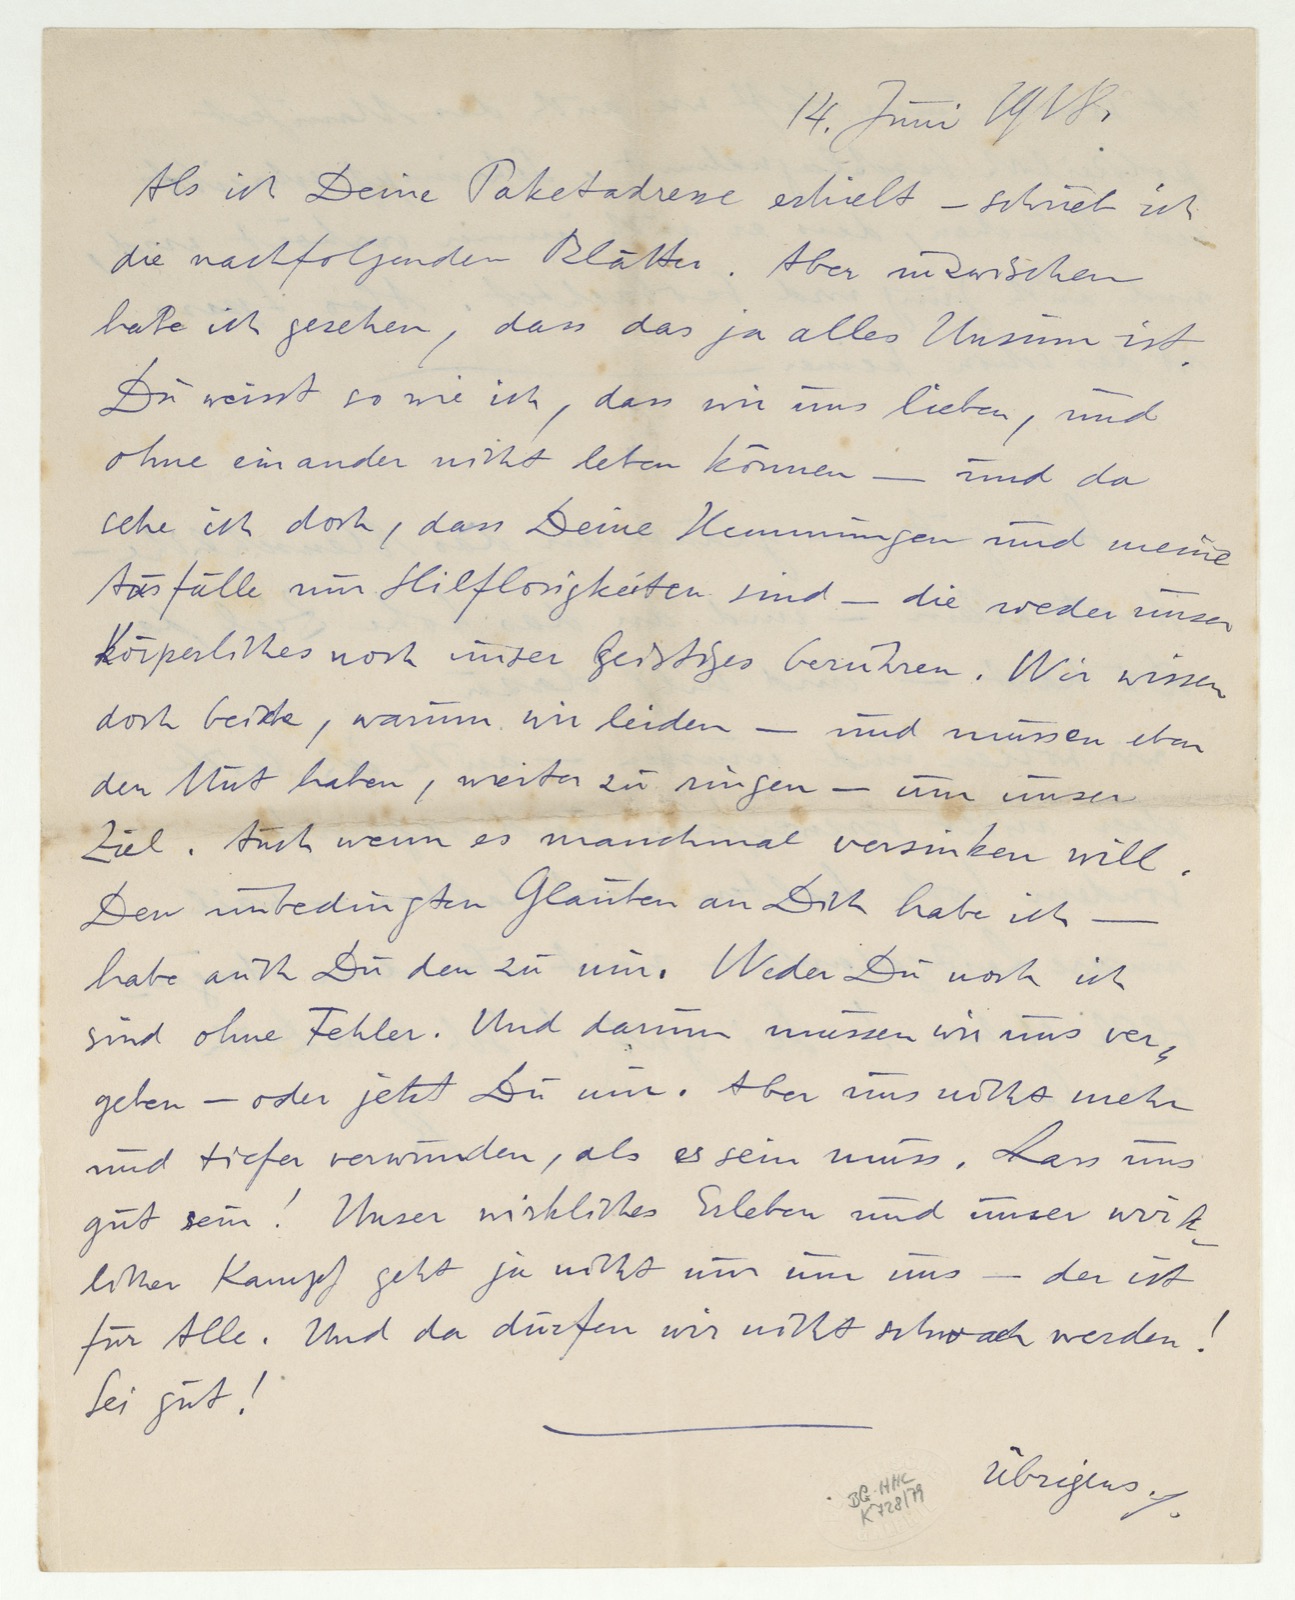 14. Juni 1918.
Als ich Deine Paketadresse erhielt – schrieb ich
die nachfolgenden Blätter. Aber inzwischen
habe ich gesehen, dass das ja alles Unsinn ist.
Du weisst so wie ich, dass wir uns lieben, und
ohne einander nicht leben können — und da
sehe ich doch, dass Deine Hemmungen und meine
Ausfälle nur Hilflosigkeiten sind – die weder unser
Körperliches noch unser Geistiges berühren. Wir wissen
doch beide, warum wir leiden — und müssen eben
den Mut haben, weiter zu ringen – um unser
Ziel. Auch wenn es manchmal versinken will.
Den unbedingten Glauben an Dich habe ich —
habe auch Du den zu mir. Weder Du noch ich
sind ohne Fehler. Und darum müssen wir uns ver„
geben – oder jetzt Du mir. Aber uns nicht mehr
und tiefer verwunden, als es sein muss. Lass uns
gut sein! Unser wirkliches Erleben und unser wirk-
licher Kampf geht ja nicht nur um uns — der ist
für Alle. Und da dürfen wir nicht schwach werden!
Sei gut!
Übrigens ./.
BG-HHC
K 728/79